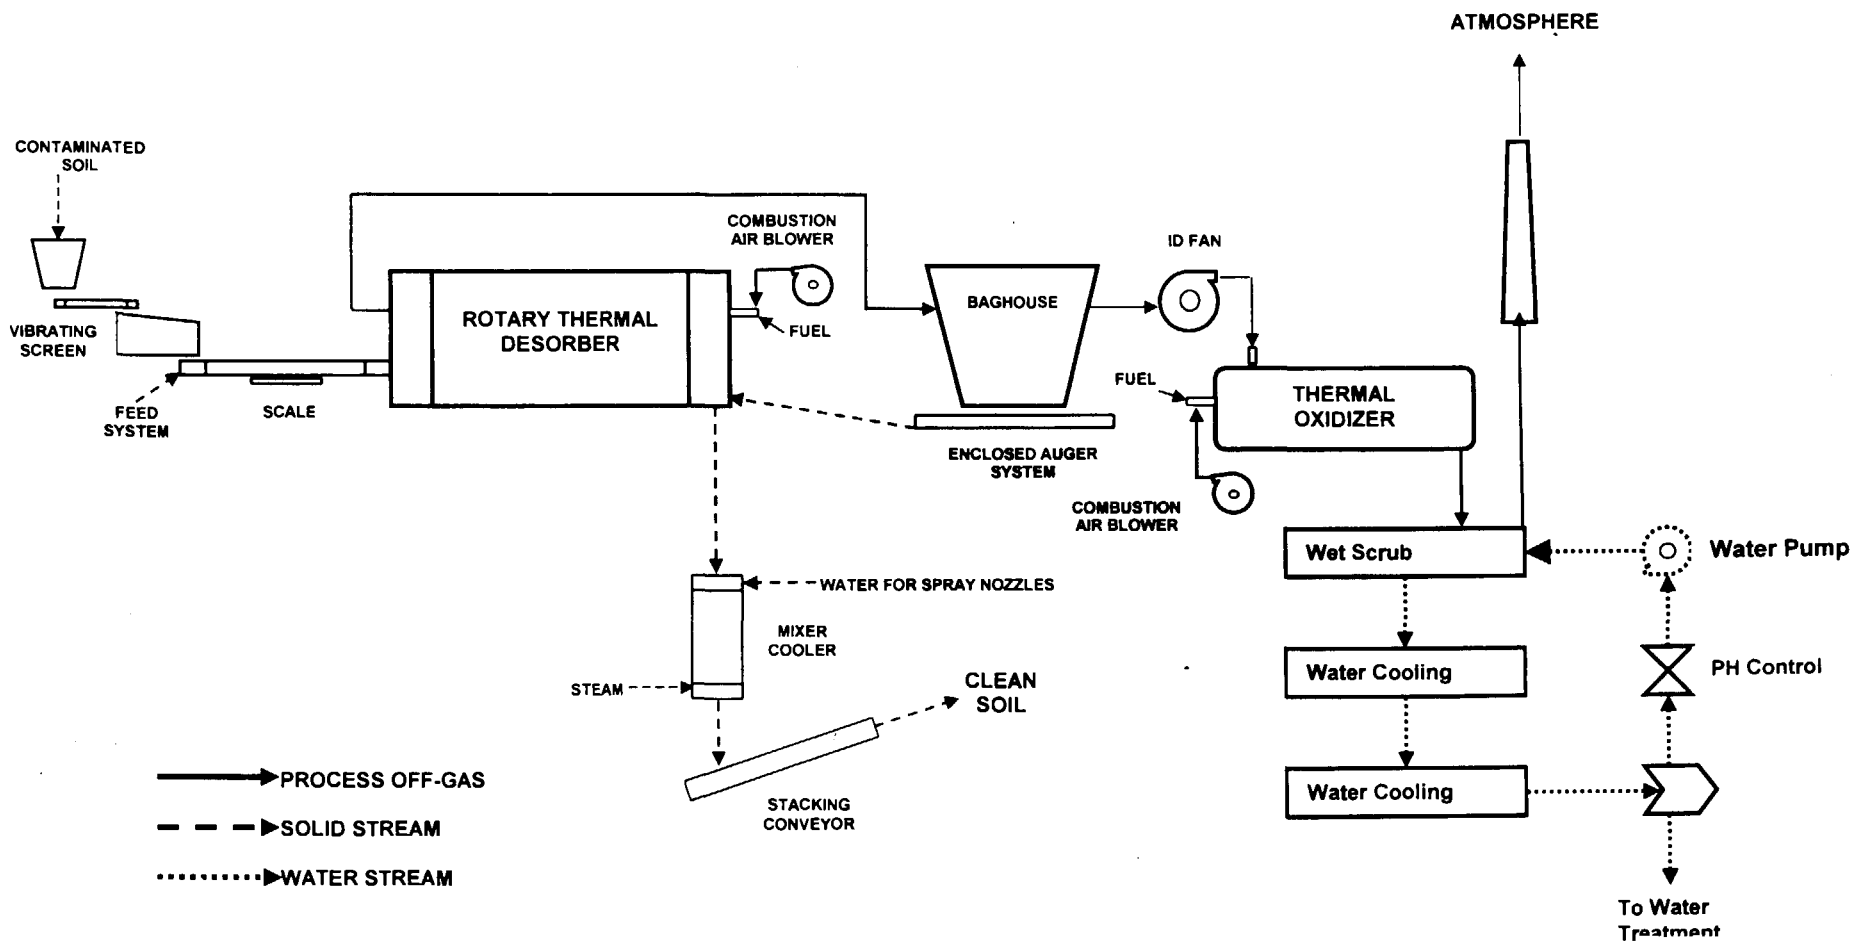 ATMOSPHERE
CONTAMINATED
SOIL
COMBUSTION
AIR BLOWER
ID FAN
BAGHOUSE
ROTARY THERMAL
DESORBER
FUEL
VIBRATING
SCREEN
FEED
SYSTEM
SCALE
FUEL
THERMAL
OXIDIZER
ENCLOSED AUGER
SYSTEM
COMBUSTION
AIR BLOWER
Wet Scrub
Water Pump
WATER FOR SPRAY NOZZLES
MIXER
COOLER
STEAM
CLEAN
SOIL
Water Cooling
PH Control
STACKING
CONVEYOR
Water Cooling
PROCESS OFF-GAS
SOLID STREAM
WATER STREAM
To Water
Treatment